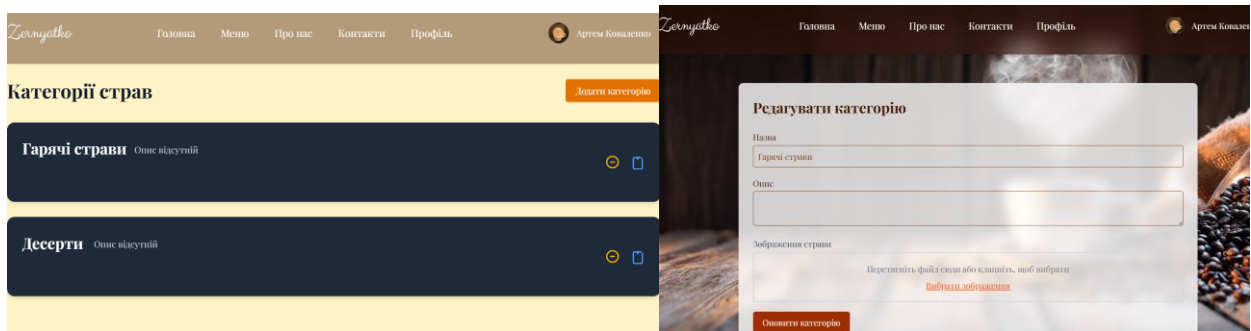 Zernyatko
Головна Меню Про нас Контакти Профіль
Артем Коваленко
Категорії страв
Додати категорію
Гарячі страви Опис відсутній
Десерти Опис відсутній
Zernyatko
Головна Меню Про нас Контакти Профіль
Артем Ковален
Редагувати категорію
Назва
Гарячі страви
Опис
Зображення страви
Перетягніть файл сюди або клацніть, щоб вибрати
Вибрати зображення
Оновити категорію